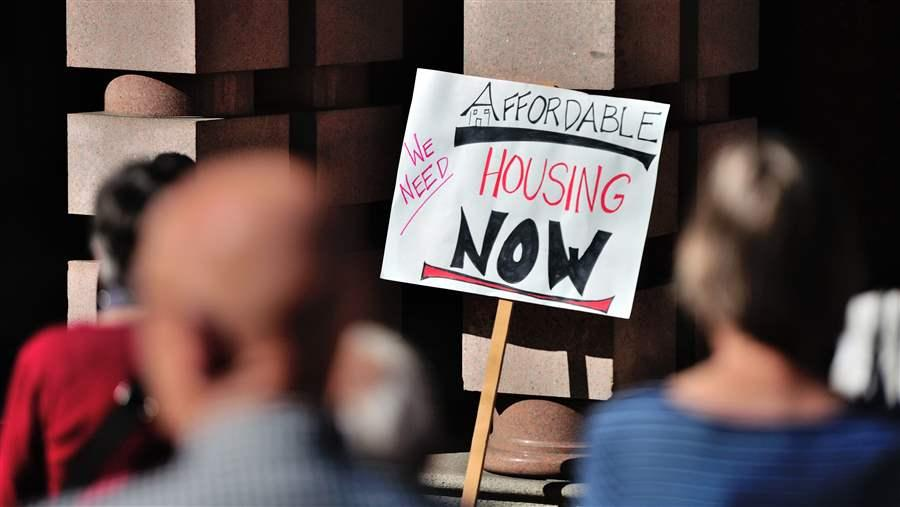 WE
NEED
AFFORDABLE
HOUSING
NOW